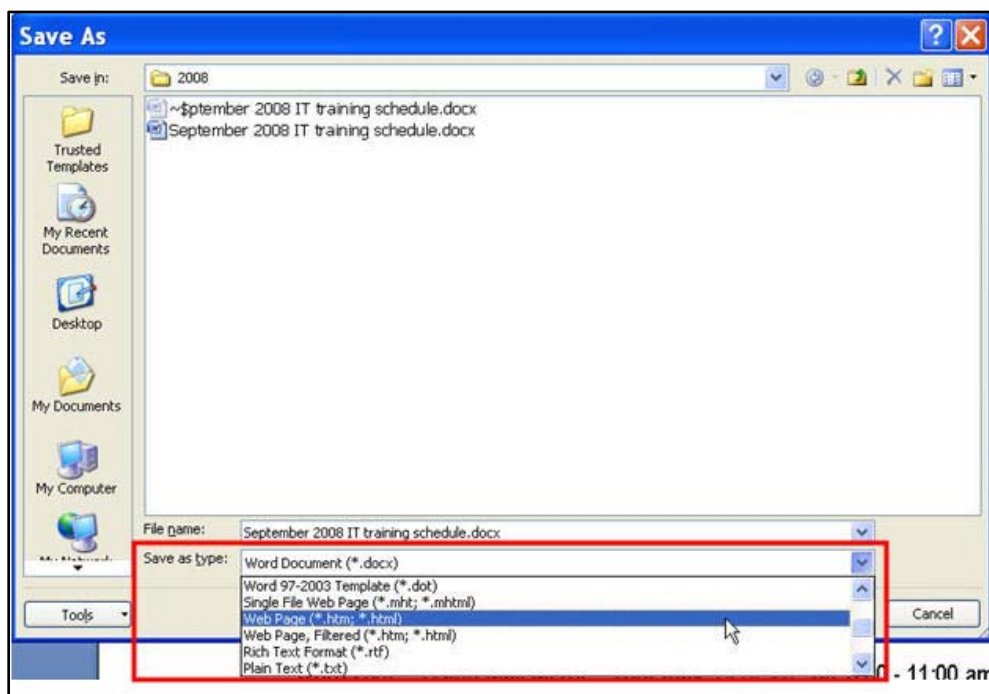 Save As
Save in:
2008
~$ptember 2008 IT training schedule.docx
September 2008 IT training schedule.docx
Trusted
Templates
My Recent
Documents
Desktop
My Documents
My Computer
File name:
September 2008 IT training schedule.docx
Save as type:
Word Document (*.docx)
Word 97-2003 Template (*.dot)
Single File Web Page (*.mht; *.mhtml)
Web Page (*.htm; *.html)
Web Page, Filtered (*.htm; *.html)
Rich Text Format (*.rtf)
Plain Text (*.txt)
Tools
Cancel
- 11:00 am